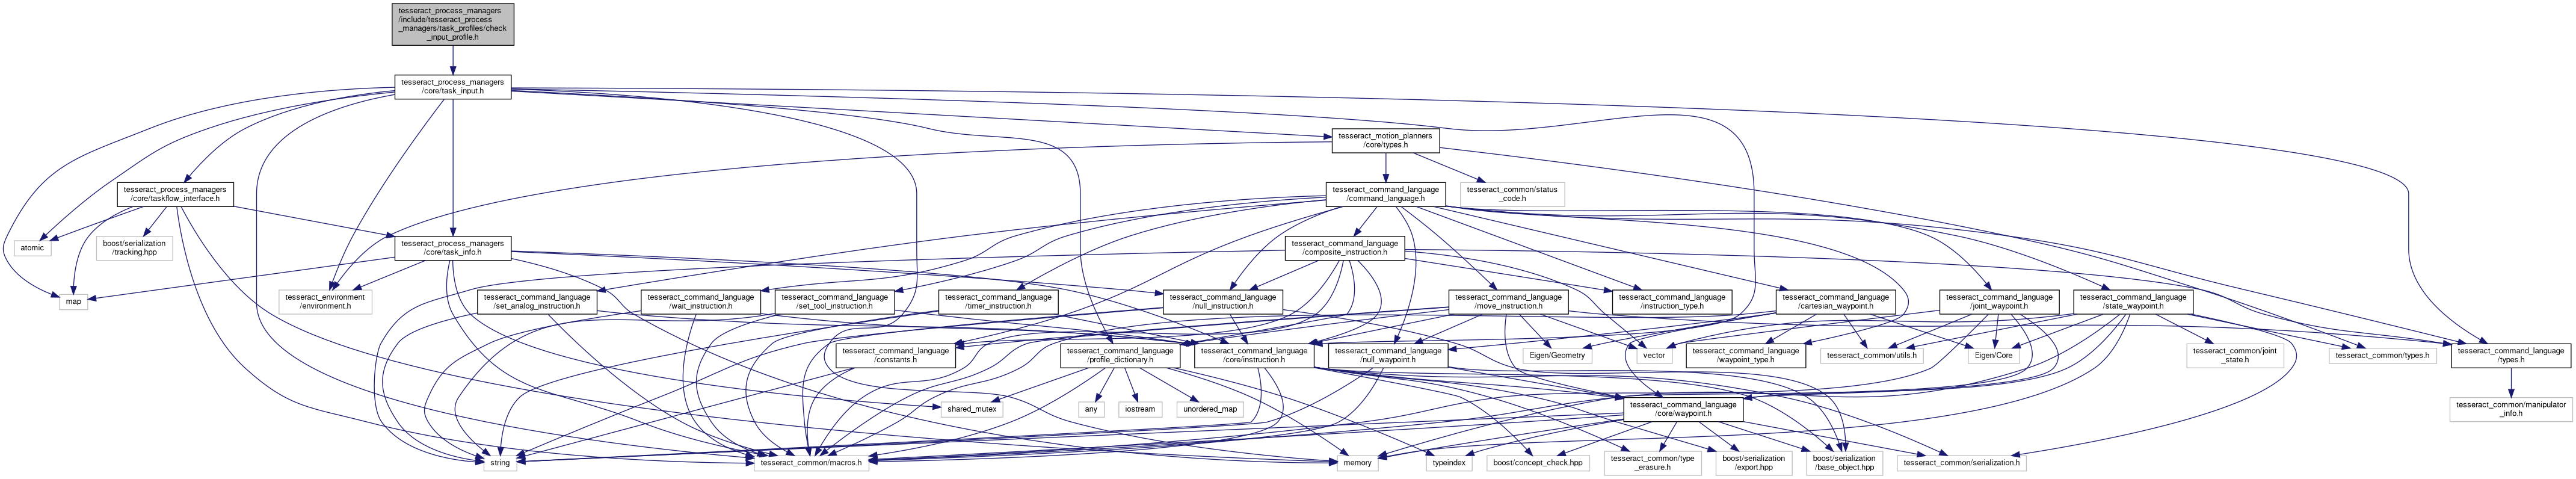 tesseract_process_managers
/include/tesseract_process
_managers/task_profiles/check
_input_profile.h
tesseract_process_managers
/core/task_input.h
tesseract_motion_planners
/core/types.h
tesseract_process_managers
/core/taskflow_interface.h
tesseract_command_language
/command_language.h
tesseract_common/status
_code.h
atomic
boost/serialization
/tracking.hpp
tesseract_process_managers
/core/task_info.h
tesseract_command_language
/composite_instruction.h
map
tesseract_environment
/environment.h
tesseract_command_language
/set_analog_instruction.h
tesseract_command_language
/wait_instruction.h
tesseract_command_language
/set_tool_instruction.h
tesseract_command_language
/timer_instruction.h
tesseract_command_language
/null_instruction.h
tesseract_command_language
/move_instruction.h
tesseract_command_language
/instruction_type.h
tesseract_command_language
/cartesian_waypoint.h
tesseract_command_language
/joint_waypoint.h
tesseract_command_language
/state_waypoint.h
tesseract_command_language
/constants.h
tesseract_command_language
/profile_dictionary.h
tesseract_command_language
/core/instruction.h
tesseract_command_language
/null_waypoint.h
Eigen/Geometry
vector
tesseract_command_language
/waypoint_type.h
tesseract_common/utils.h
Eigen/Core
tesseract_common/joint
_state.h
tesseract_common/types.h
tesseract_command_language
/types.h
shared_mutex
any
iostream
unordered_map
tesseract_command_language
/core/waypoint.h
tesseract_common/manipulator
_info.h
string
tesseract_common/macros.h
memory
typeindex
boost/concept_check.hpp
tesseract_common/type
_erasure.h
boost/serialization
/export.hpp
boost/serialization
/base_object.hpp
tesseract_common/serialization.h